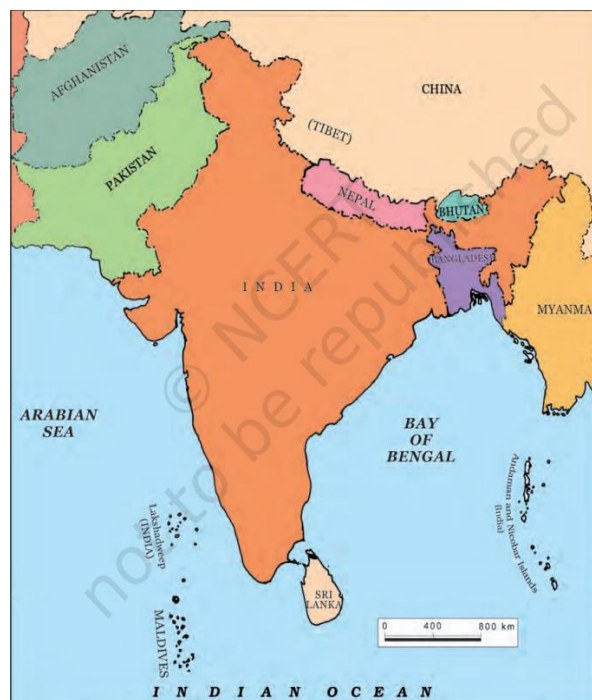 AFGHANISTAN
CHINA
(TIBET)
PAKISTAN
NEPAL
BHUTAN
BANGLADESH
I N D I A
MYANMA
ARABIAN
SEA
BAY
OF
BENGAL
Lakshadweep
(INDIA)
Andaman and Nicobar Islands
(India)
MALDIVES
SRI
LANKA
0 400 800 km
I N D I A N O C E A N
© NCERT
not to be republished